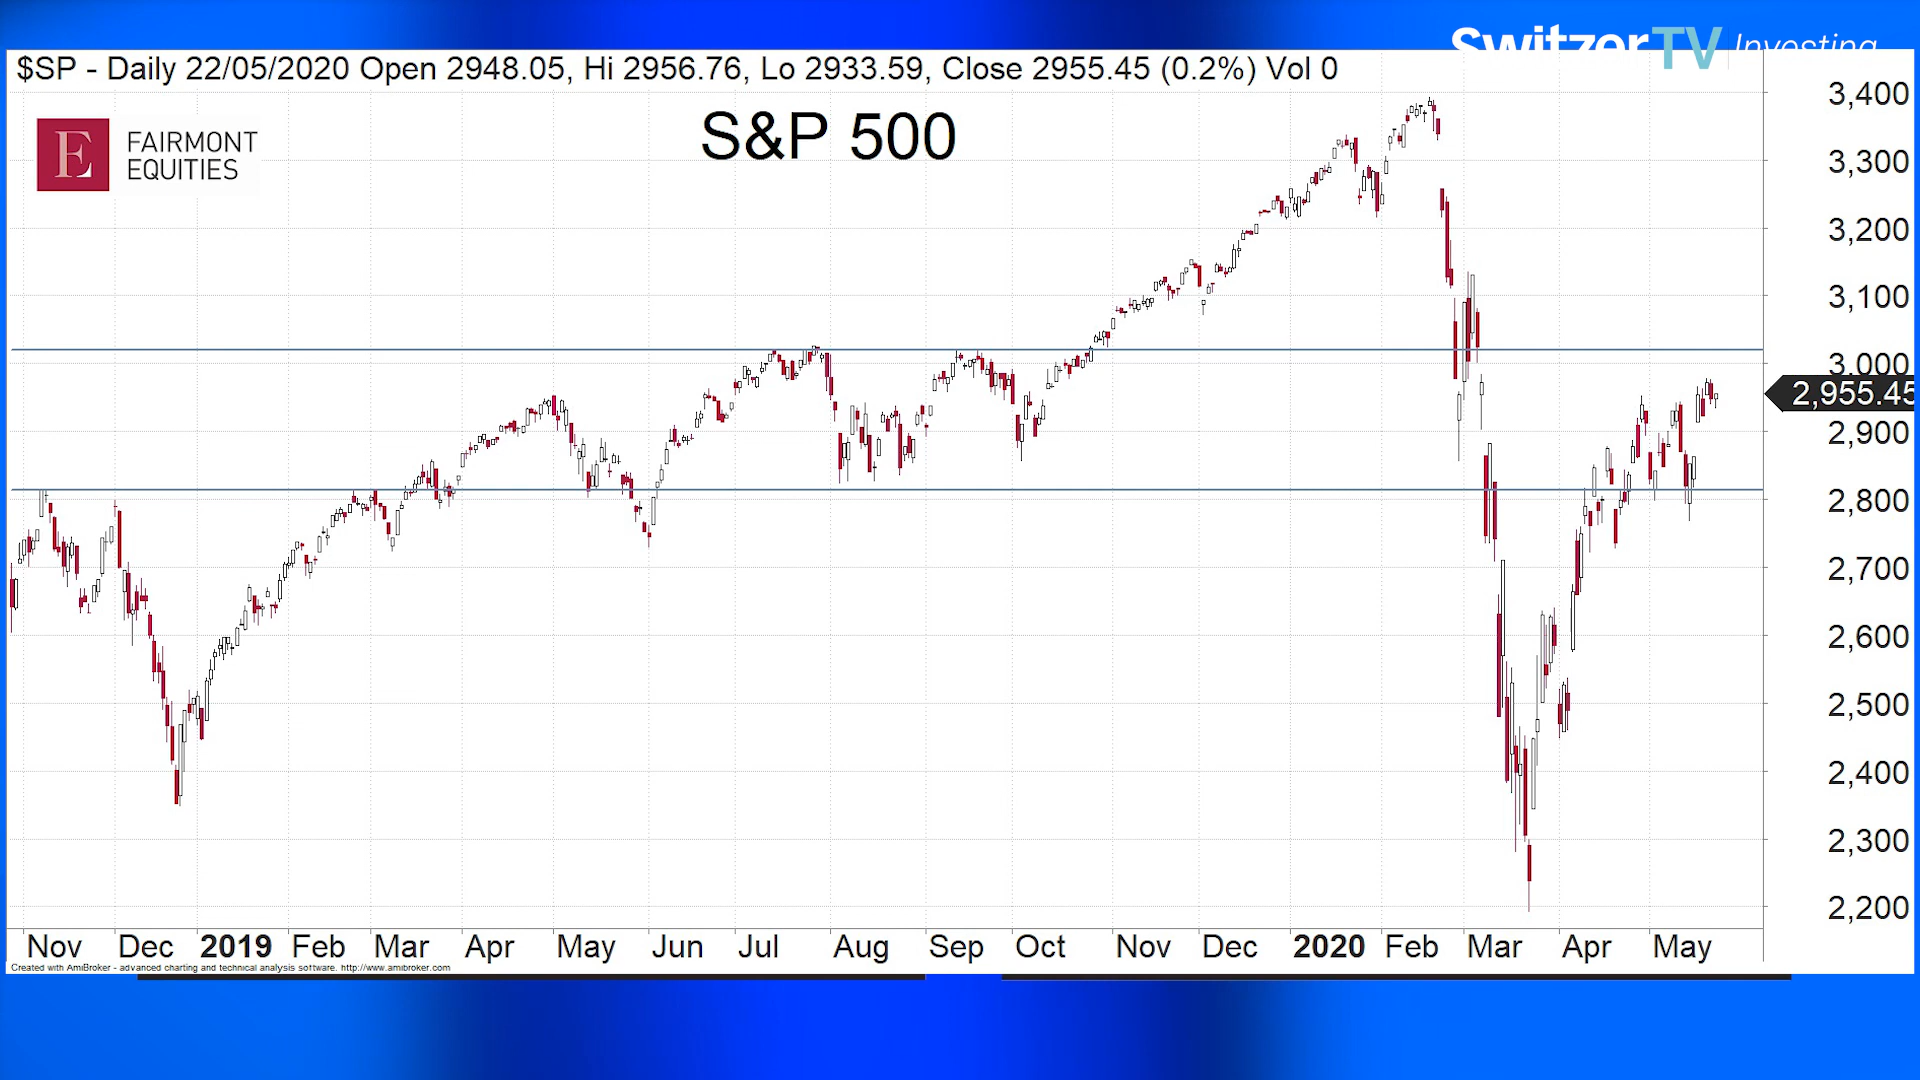 SwitzerTV Investing
$SP - Daily 22/05/2020 Open 2948.05, Hi 2956.76, Lo 2933.59, Close 2955.45 (0.2%) Vol 0
S&P 500
E FAIRMONT
EQUITIES
3,400
3,300
3,200
3,100
3,000
2,955.45
2,900
2,800
2,700
2,600
2,500
2,400
2,300
2,200
Nov Dec 2019 Feb Mar Apr May Jun Jul Aug Sep Oct Nov Dec 2020 Feb Mar Apr May
Created with AmiBroker - advanced charting and technical analysis software. http://www.amibroker.com